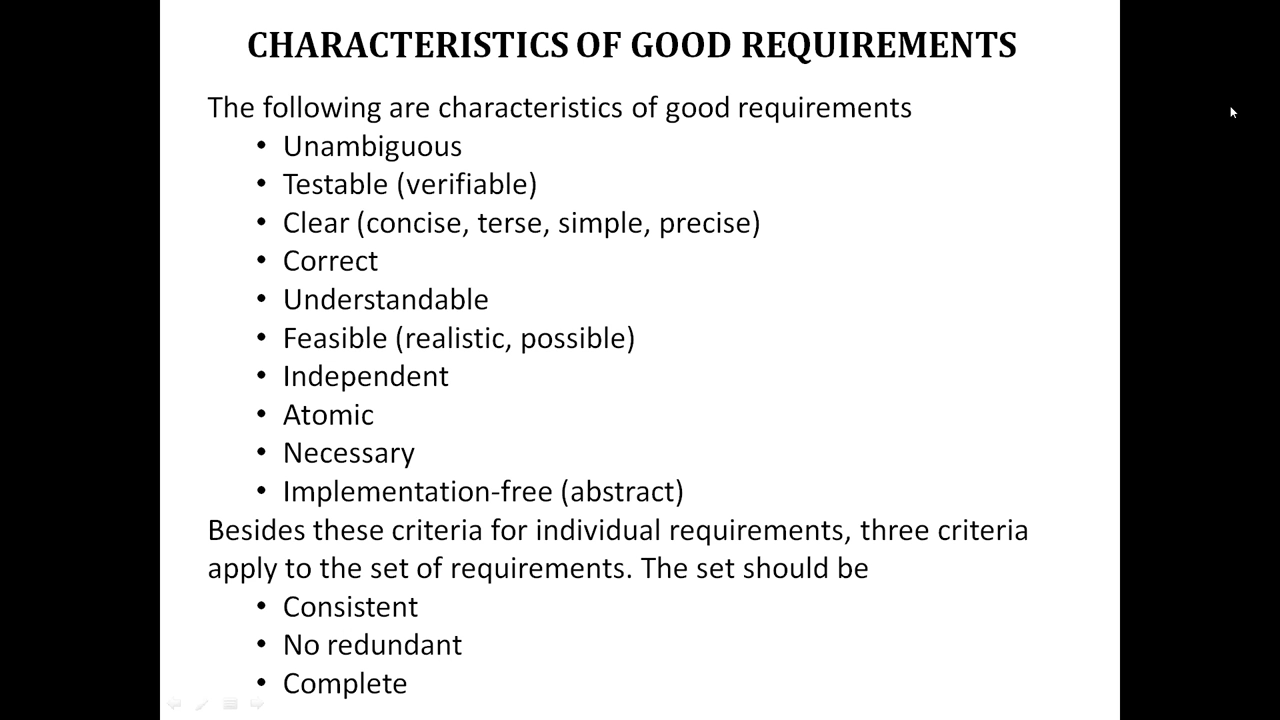 CHARACTERISTICS OF GOOD REQUIREMENTS
The following are characteristics of good requirements
• Unambiguous
• Testable (verifiable)
• Clear (concise, terse, simple, precise)
• Correct
• Understandable
• Feasible (realistic, possible)
• Independent
• Atomic
• Necessary
• Implementation-free (abstract)
Besides these criteria for individual requirements, three criteria
apply to the set of requirements. The set should be
• Consistent
• No redundant
• Complete